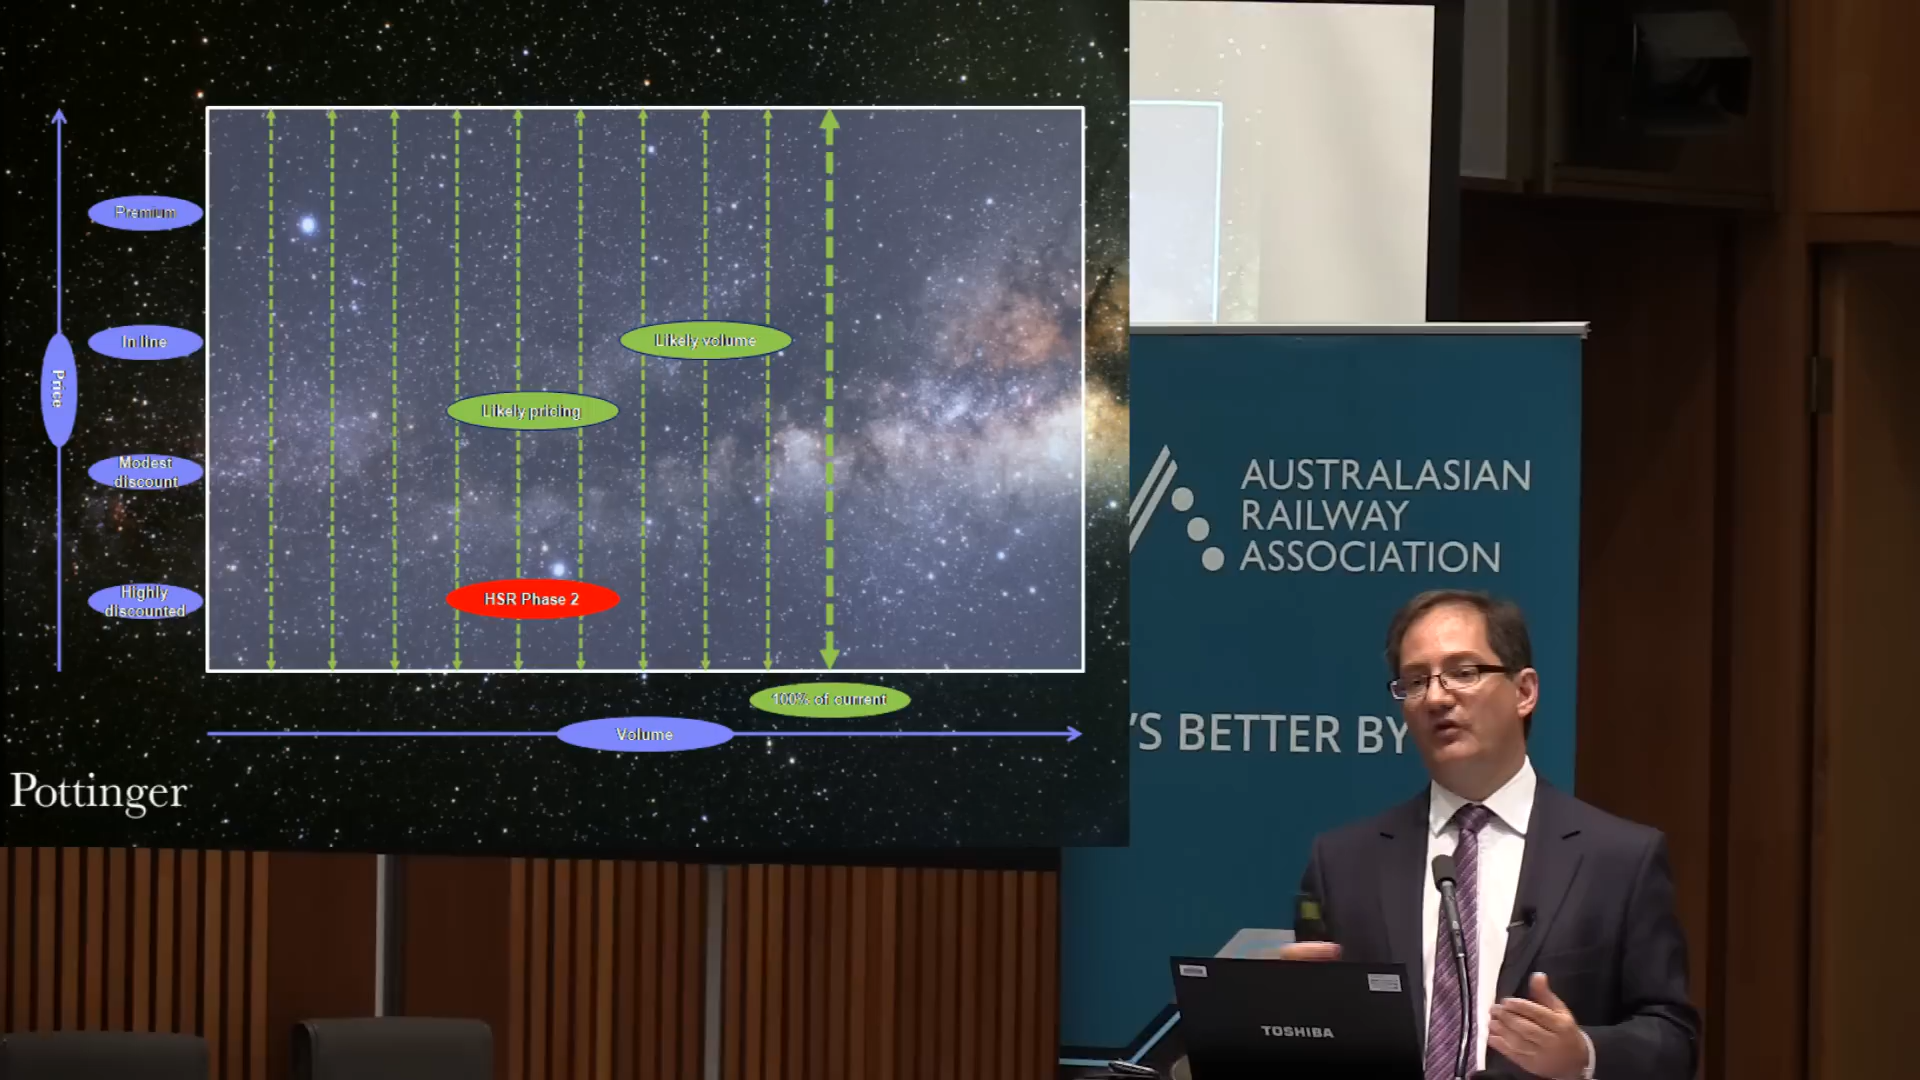 Premium
In line
Likely volume
Price
Likely pricing
Modest
discount
Highly
discounted
HSR Phase 2
100% of current
Volume
Pottinger
AUSTRALASIAN
RAILWAY
ASSOCIATION
'S BETTER BY
TOSHIBA